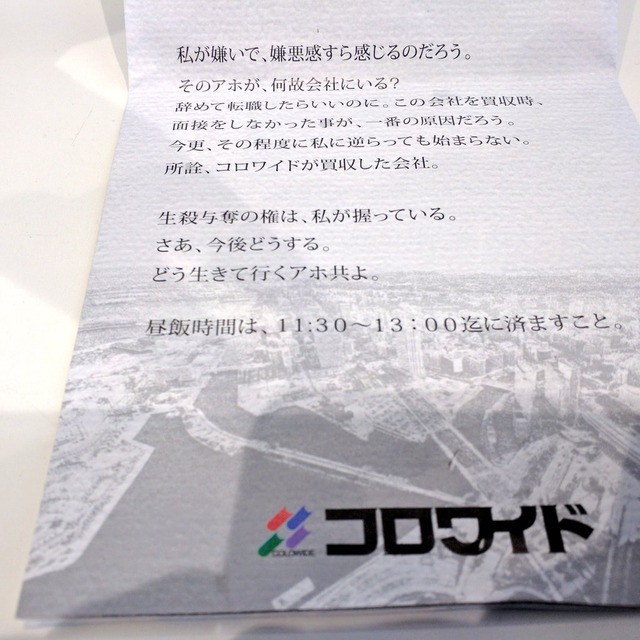 私が嫌いで、嫌悪感すら感じるのだろう。
そのアホが、何故会社にいる?
辞めて転職したらいいのに。この会社を買収時、
面接をしなかった事が、一番の原因だろう。
今更、その程度に私に逆らっても始まらない。
所詮、コロワイドが買収した会社。
生殺与奪の権は、私が握っている。
さあ、今後どうする。
どう生きて行くアホ共よ。
昼飯時間は、11:30〜13:00迄に済ますこと。
COLOWIDE
コロワイド